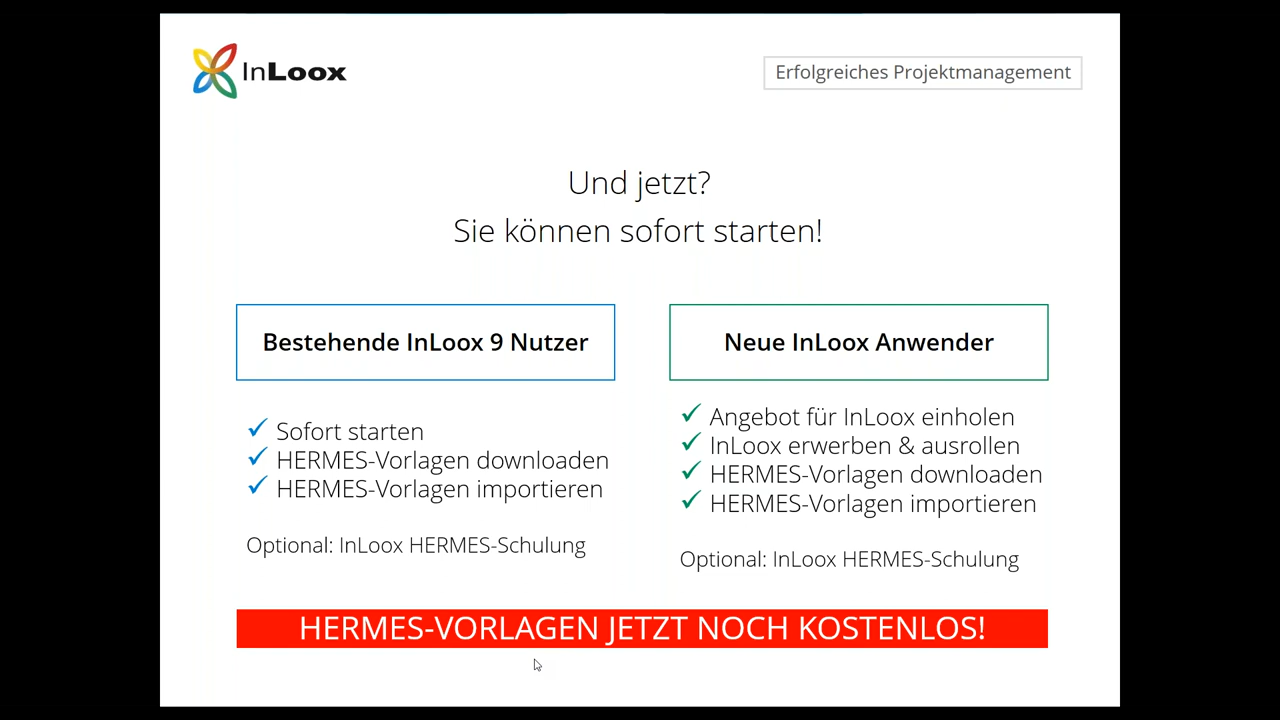 InLoox
Erfolgreiches Projektmanagement
Und jetzt?
Sie können sofort starten!
Bestehende InLoox 9 Nutzer
✓ Sofort starten
✓ HERMES-Vorlagen downloaden
✓ HERMES-Vorlagen importieren
Optional: InLoox HERMES-Schulung
Neue InLoox Anwender
✓ Angebot für InLoox einholen
✓ InLoox erwerben & ausrollen
✓ HERMES-Vorlagen downloaden
✓ HERMES-Vorlagen importieren
Optional: InLoox HERMES-Schulung
HERMES-VORLAGEN JETZT NOCH KOSTENLOS!